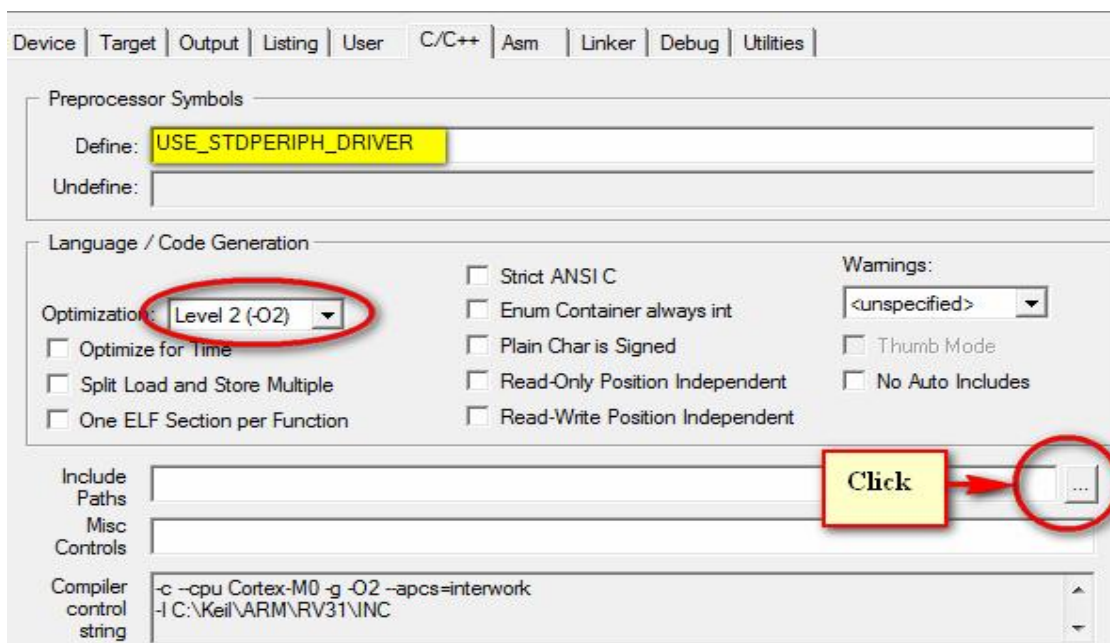 Device Target Output Listing User C/C++ Asm Linker Debug Utilities
Preprocessor Symbols
Define: USE_STDPERIPH_DRIVER
Undefine:
Language / Code Generation
Optimization: Level 2 (-O2)
Optimize for Time
Split Load and Store Multiple
One ELF Section per Function
Strict ANSI C
Enum Container always int
Plain Char is Signed
Read-Only Position Independent
Read-Write Position Independent
Warnings:
<unspecified>
Thumb Mode
No Auto Includes
Include
Paths
Click
...
Misc
Controls
Compiler
control
string
-c --cpu Cortex-M0 -g -O2 --apcs=interwork
-I C:\Keil\ARM\RV31\INC